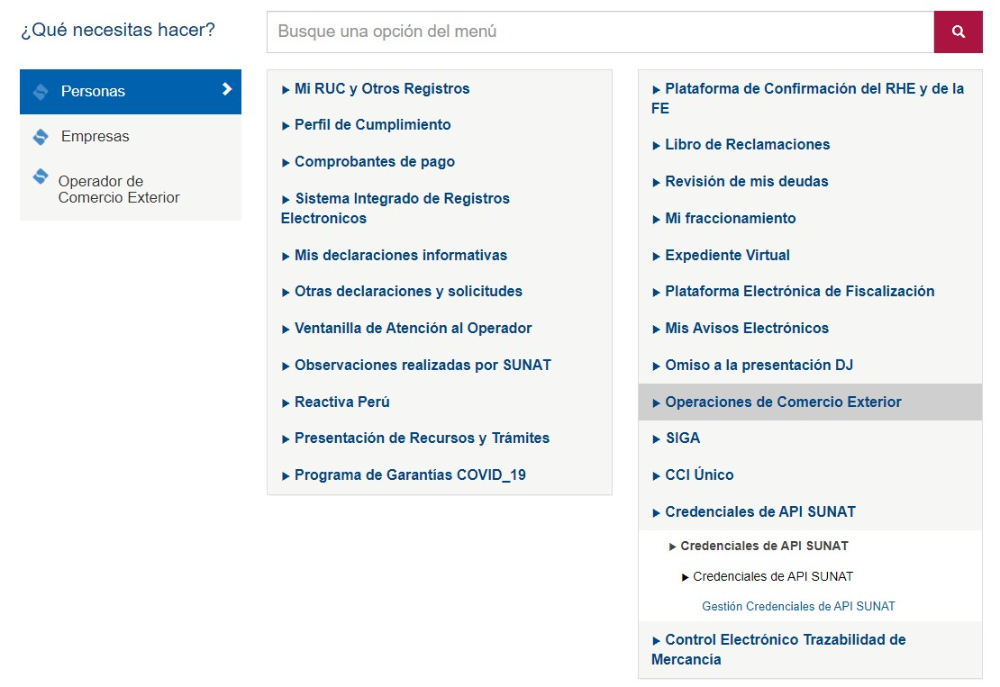 ¿Qué necesitas hacer?
Busque una opción del menú
Personas
Empresas
Operador de
Comercio Exterior
Mi RUC y Otros Registros
Perfil de Cumplimiento
Comprobantes de pago
Sistema Integrado de Registros
Electronicos
Mis declaraciones informativas
Otras declaraciones y solicitudes
Ventanilla de Atención al Operador
Observaciones realizadas por SUNAT
Reactiva Perú
Presentación de Recursos y Trámites
Programa de Garantías COVID_19
Plataforma de Confirmación del RHE y de la
FE
Libro de Reclamaciones
Revisión de mis deudas
Mi fraccionamiento
Expediente Virtual
Plataforma Electrónica de Fiscalización
Mis Avisos Electrónicos
Omiso a la presentación DJ
Operaciones de Comercio Exterior
SIGA
CCI Único
Credenciales de API SUNAT
Credenciales de API SUNAT
Credenciales de API SUNAT
Gestión Credenciales de API SUNAT
Control Electrónico Trazabilidad de
Mercancía